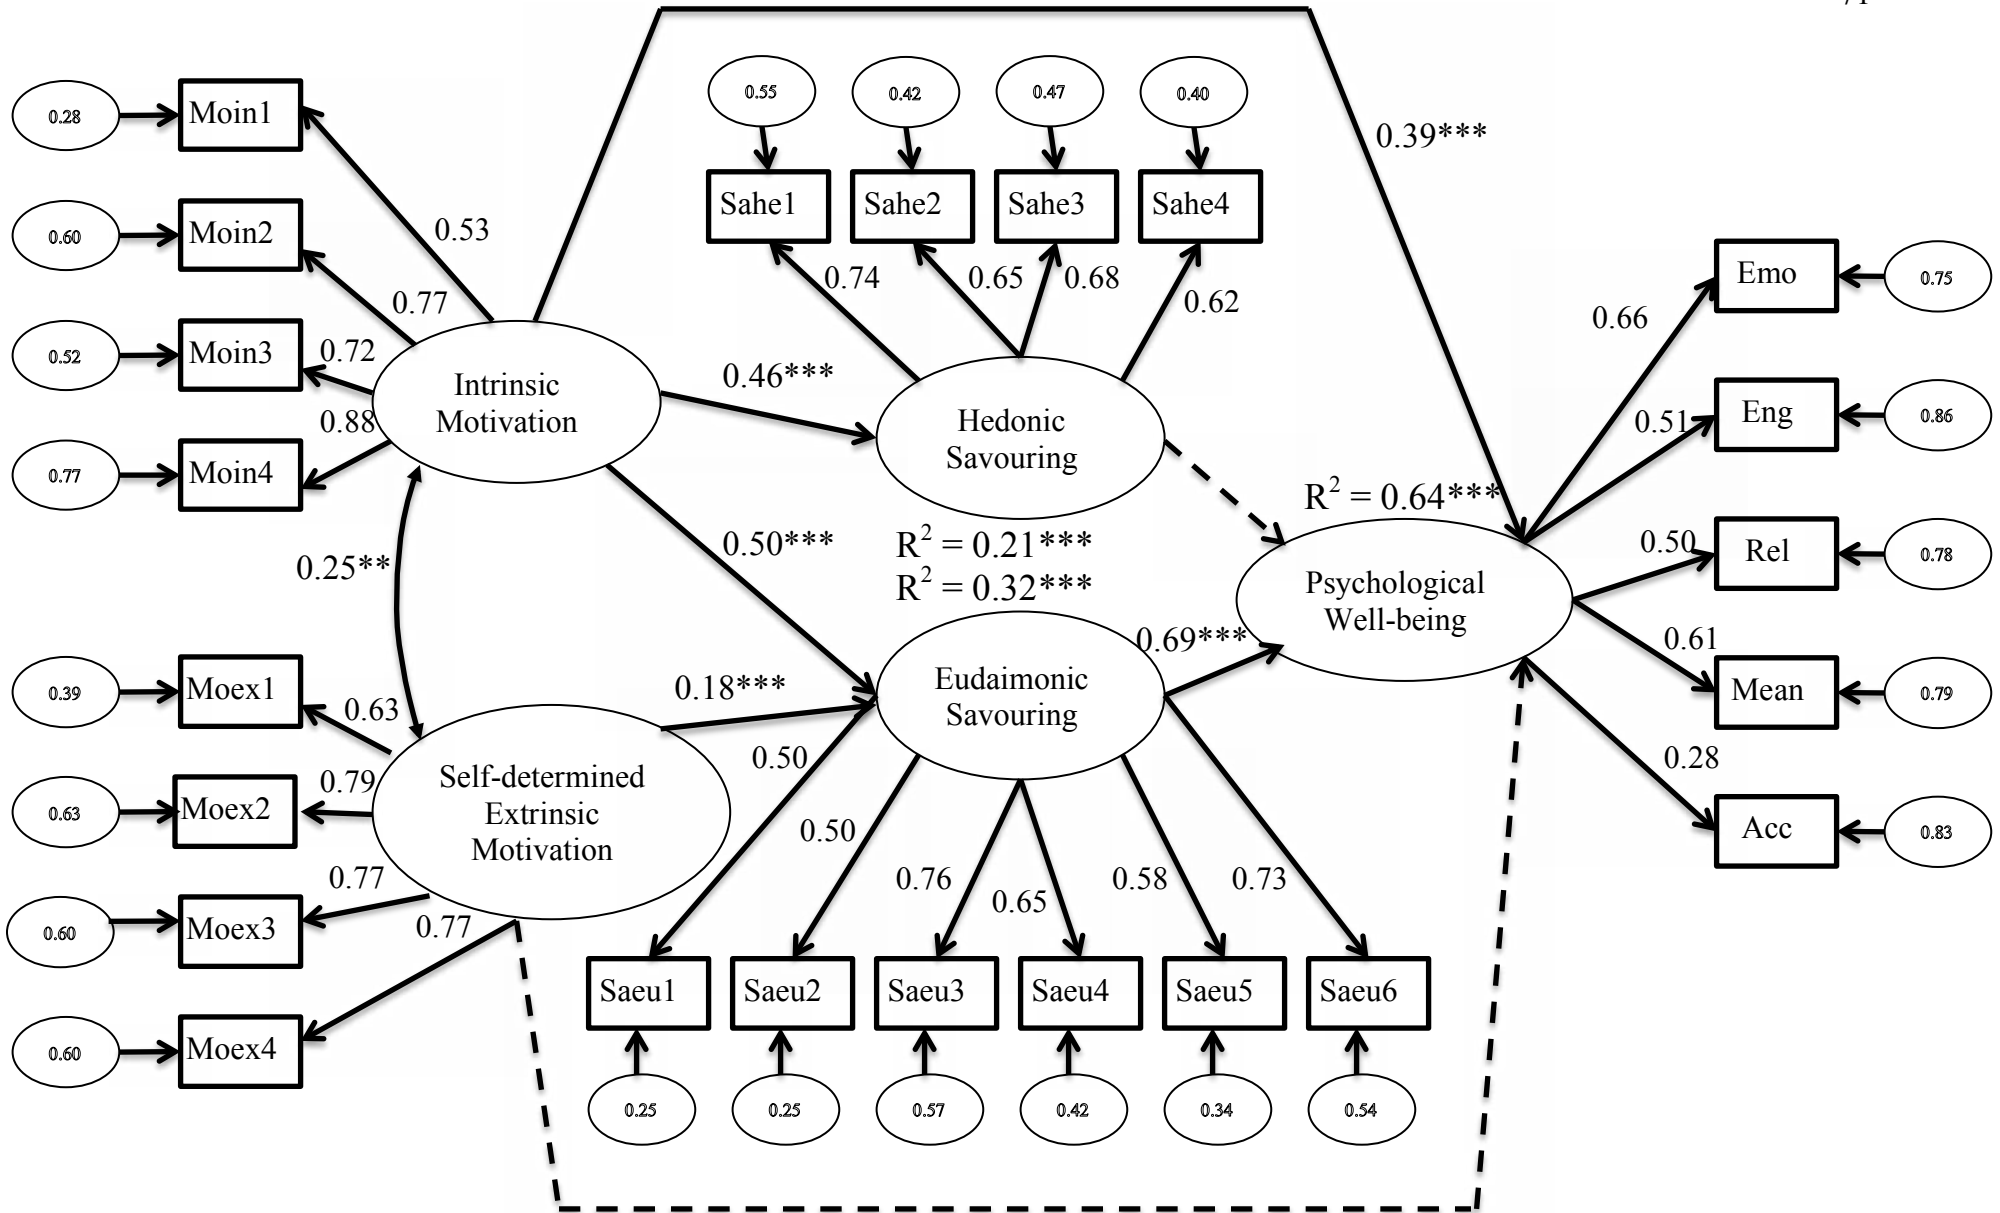 0.28
Moin1
0.53
0.60
Moin2
0.77
0.52
Moin3
0.72
0.77
Moin4
0.88
Intrinsic
Motivation
0.25**
0.39
Moex1
0.63
0.63
Moex2
0.79
0.60
Moex3
0.77
0.60
Moex4
0.77
Self-determined
Extrinsic
Motivation
0.55
0.42
0.47
0.40
Sahe1
Sahe2
Sahe3
Sahe4
0.74
0.65
0.68
0.62
0.46***
Hedonic
Savouring
0.50***
R² = 0.21***
R² = 0.32***
0.18***
Eudaimonic
Savouring
0.69***
0.50
0.50
0.76
0.65
0.58
0.73
Saeu1
Saeu2
Saeu3
Saeu4
Saeu5
Saeu6
0.25
0.25
0.57
0.42
0.34
0.54
0.39***
R² = 0.64***
Psychological
Well-being
0.66
Emo
0.75
0.51
Eng
0.86
0.50
Rel
0.78
0.61
Mean
0.79
0.28
Acc
0.83